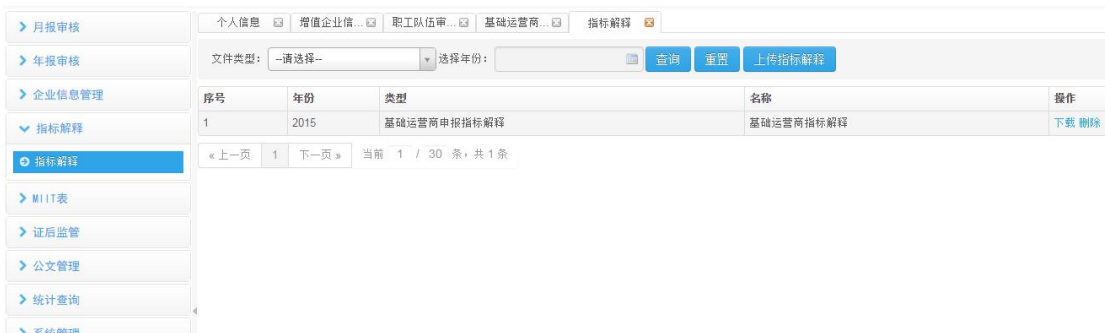 月报审核
年报审核
企业信息管理
指标解释
指标解释
MIIT表
证后监管
公文管理
统计查询
系统管理
个人信息 增值企业信... 职工队伍审... 基础运营商... 指标解释
文件类型： --请选择-- 选择年份： 查询 重置 上传指标解释
序号 年份 类型 名称 操作
1 2015 基础运营商申报指标解释 基础运营商指标解释 下载 删除
« 上一页 1 下一页 » 当前 1 / 30 条，共 1 条